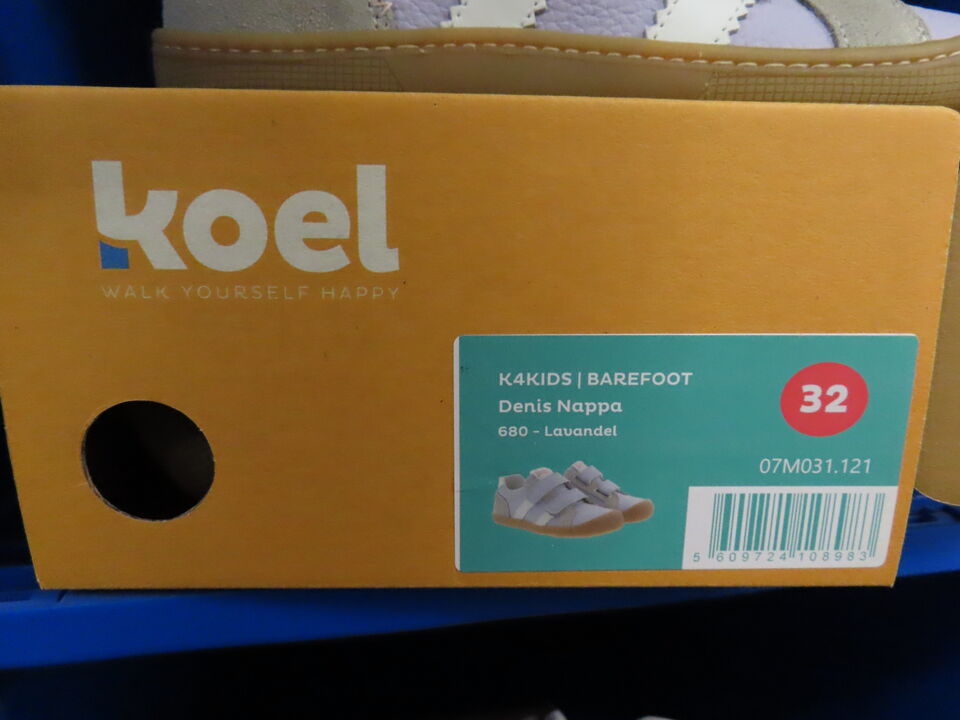 koel
WALK YOURSELF HAPPY
K4KIDS | BAREFOOT
Denis Nappa
680 - Lavandel
32
07M031.121
5 609724 108983